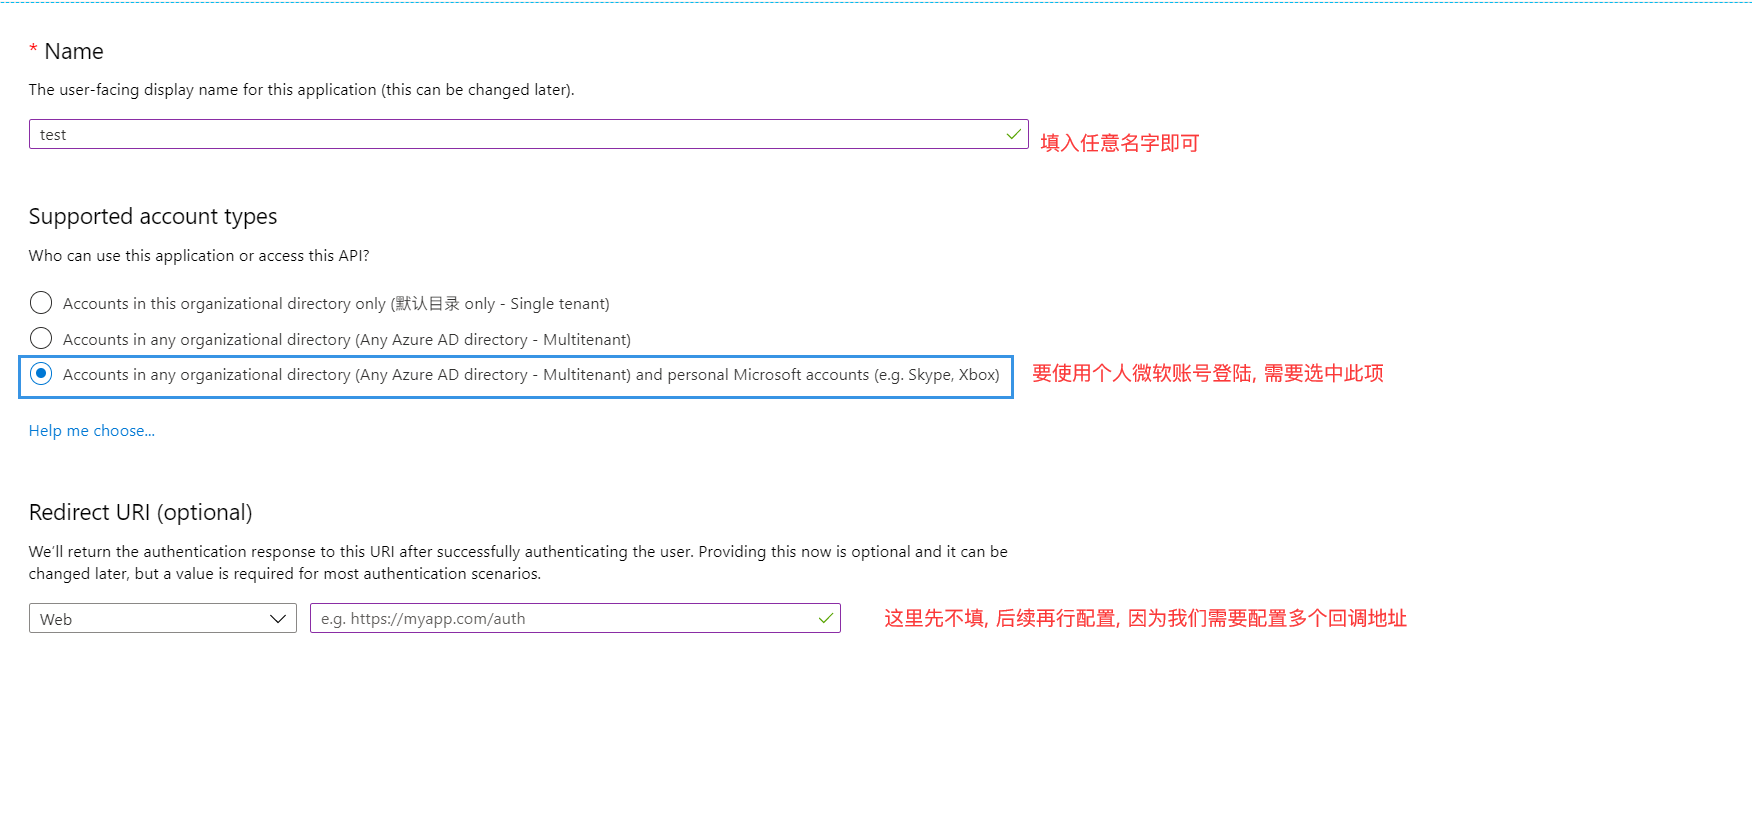 * Name
The user-facing display name for this application (this can be changed later).
test
填入任意名字即可
Supported account types
Who can use this application or access this API?
Accounts in this organizational directory only (默认目录 only - Single tenant)
Accounts in any organizational directory (Any Azure AD directory - Multitenant)
Accounts in any organizational directory (Any Azure AD directory - Multitenant) and personal Microsoft accounts (e.g. Skype, Xbox)
要使用个人微软账号登陆, 需要选中此项
Help me choose...
Redirect URI (optional)
We'll return the authentication response to this URI after successfully authenticating the user. Providing this now is optional and it can be
changed later, but a value is required for most authentication scenarios.
Web
e.g. https://myapp.com/auth
这里先不填, 后续再行配置, 因为我们需要配置多个回调地址